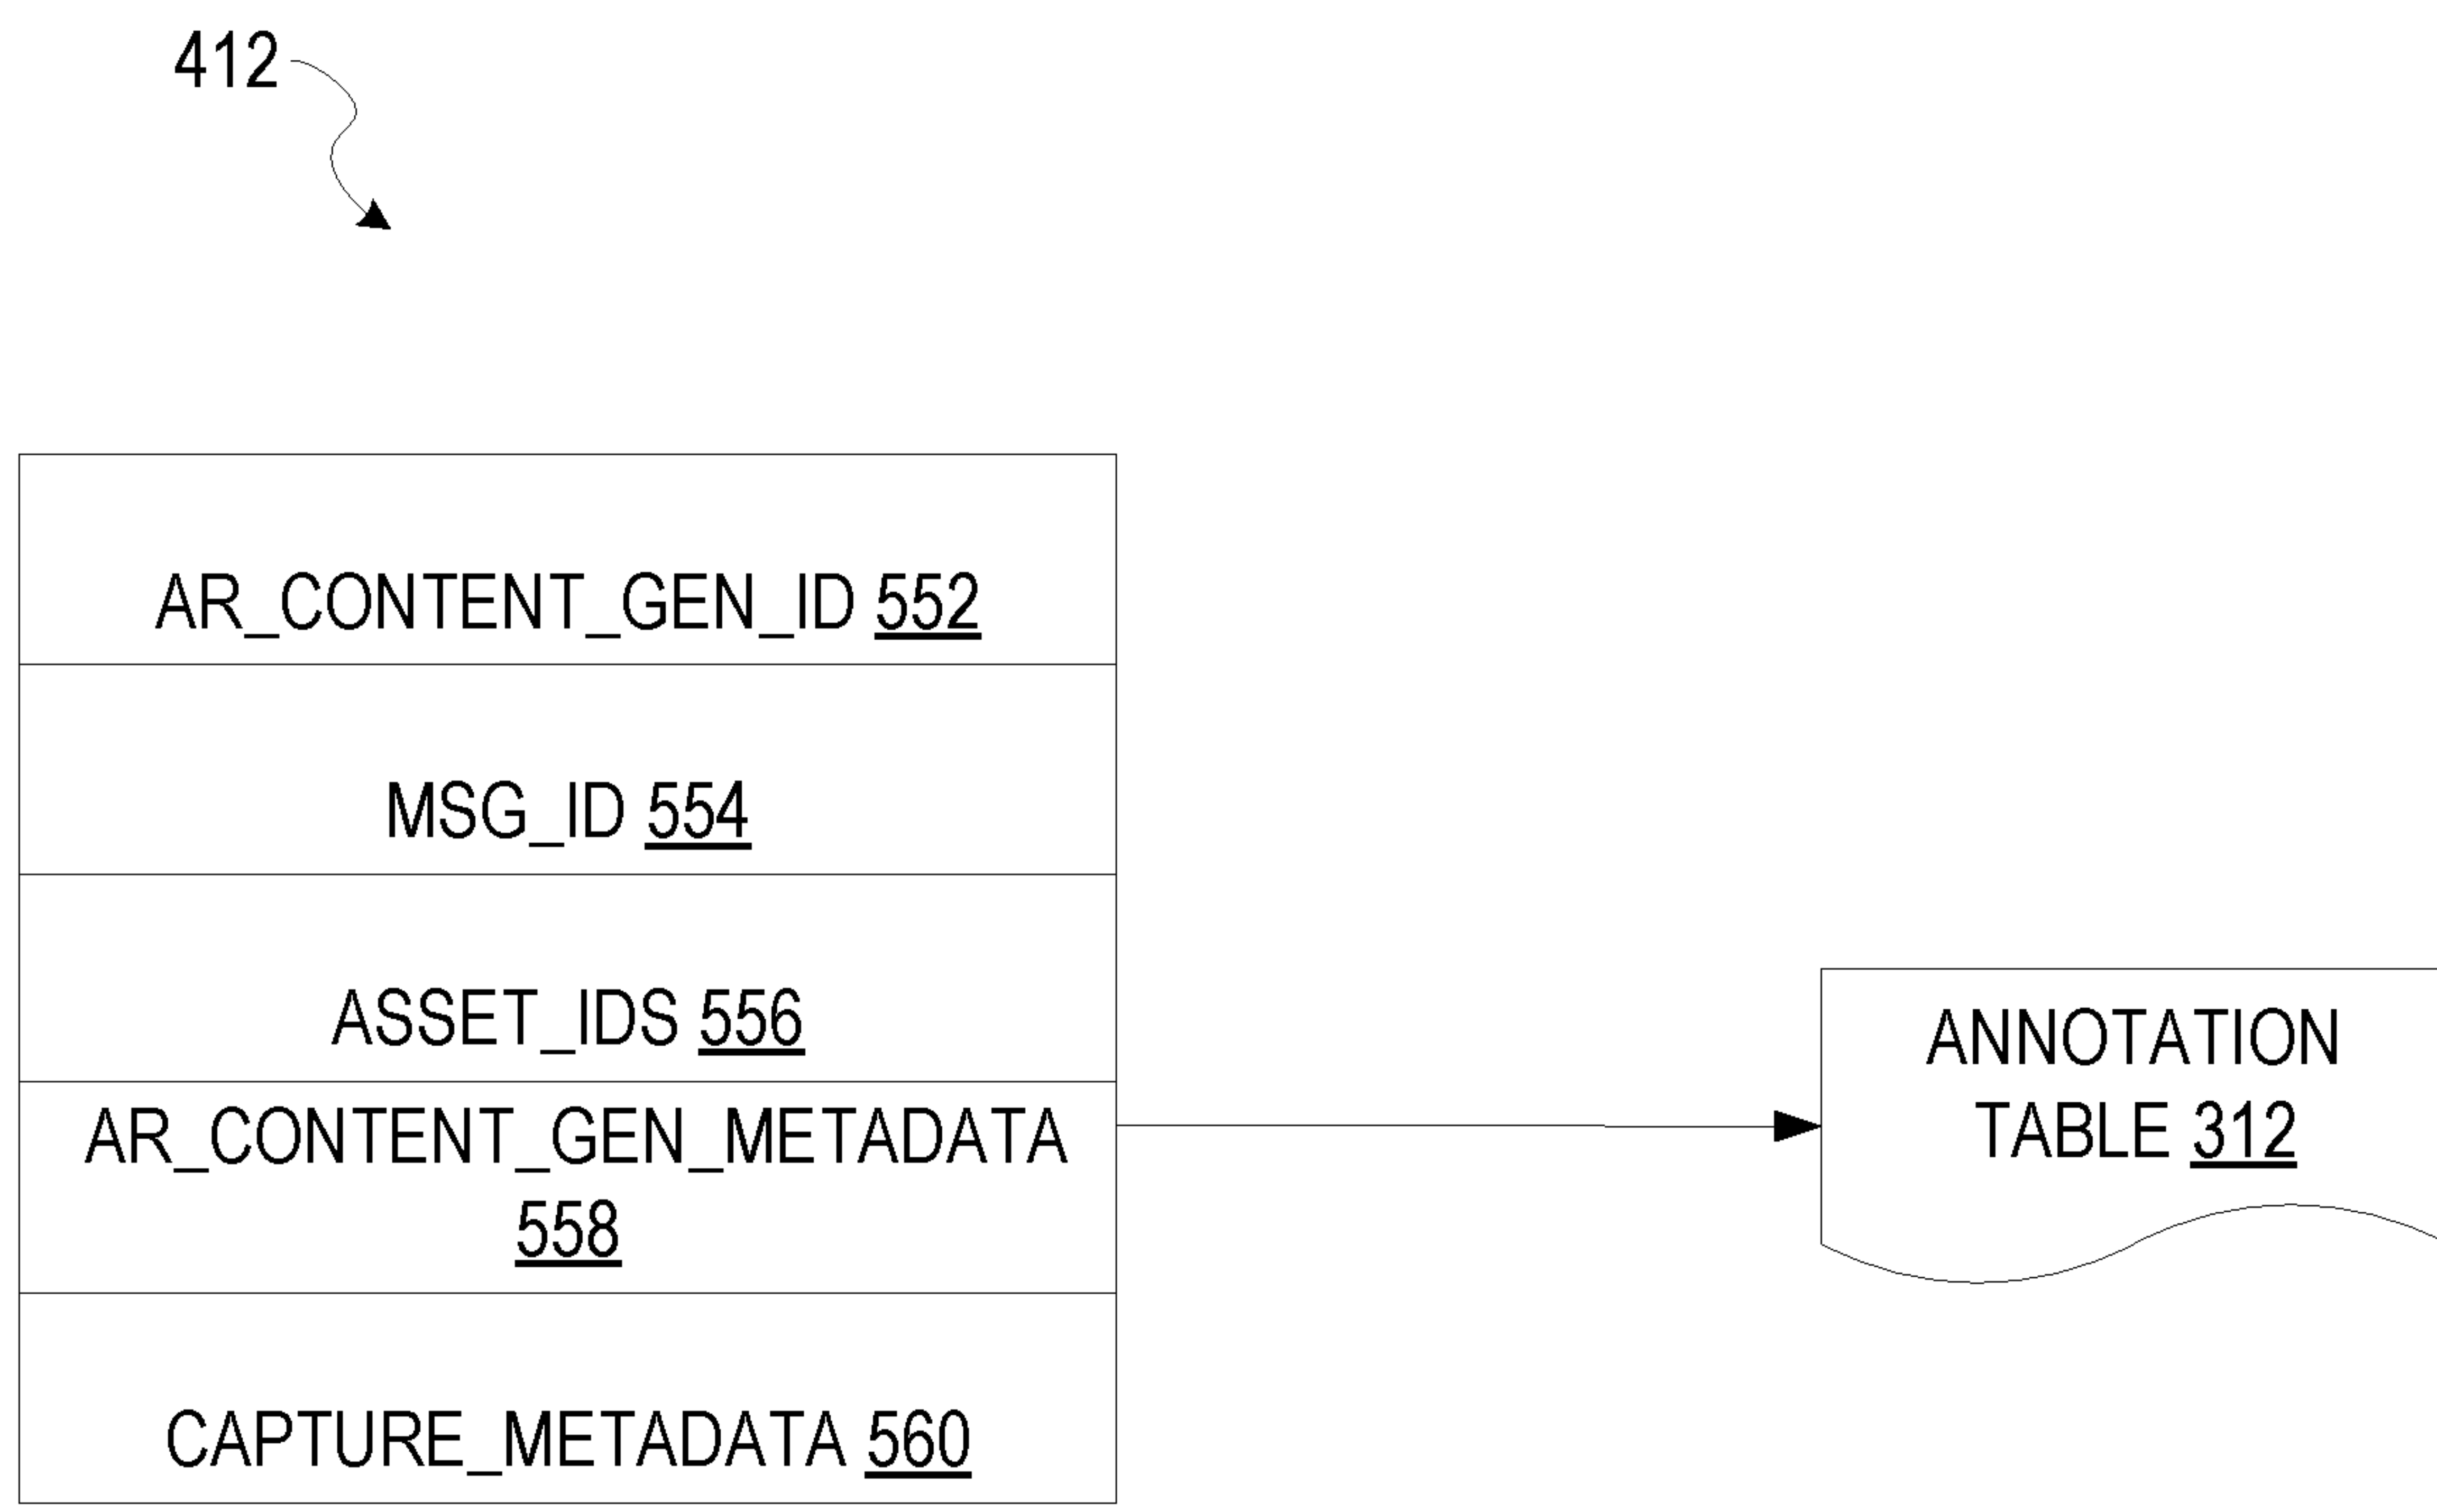 412
AR_CONTENT_GEN_ID 552
MSG_ID 554
ASSET_IDS 556
AR_CONTENT_GEN_METADATA
558
CAPTURE_METADATA 560
ANNOTATION
TABLE 312